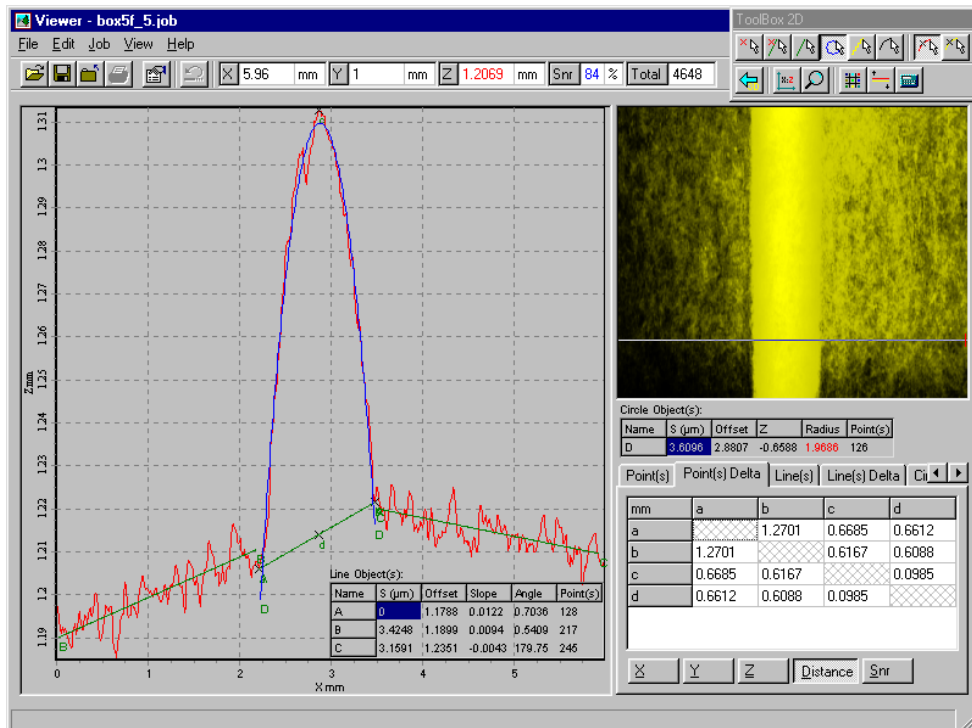 Viewer - box5f_5.job
ToolBox 2D
File Edit Job View Help
X 5.96 mm Y 1 mm Z 1.2069 mm Snr 84 % Total 4648
1.31
1.3
1.29
1.28
1.27
1.26
1.25
1.24
1.23
1.22
1.21
1.2
1.19
Z mm
0 1 2 3 4 5
X mm
B
D
A
d
D
C
Line Object(s):
Name S (µm) Offset Slope Angle Point(s)
A 0 1.1788 0.0122 0.7036 128
B 3.4248 1.1899 0.0094 0.5409 217
C 3.1591 1.2351 -0.0043 179.75 245
Circle Object(s):
Name S (µm) Offset Z Radius Point(s)
D 3.6096 2.8807 -0.6588 1.9686 126
Point(s) Point(s) Delta Line(s) Line(s) Delta
mm a b c d
a 1.2701 0.6685 0.6612
b 1.2701 0.6167 0.6088
c 0.6685 0.6167 0.0985
d 0.6612 0.6088 0.0985
X Y Z Distance Snr